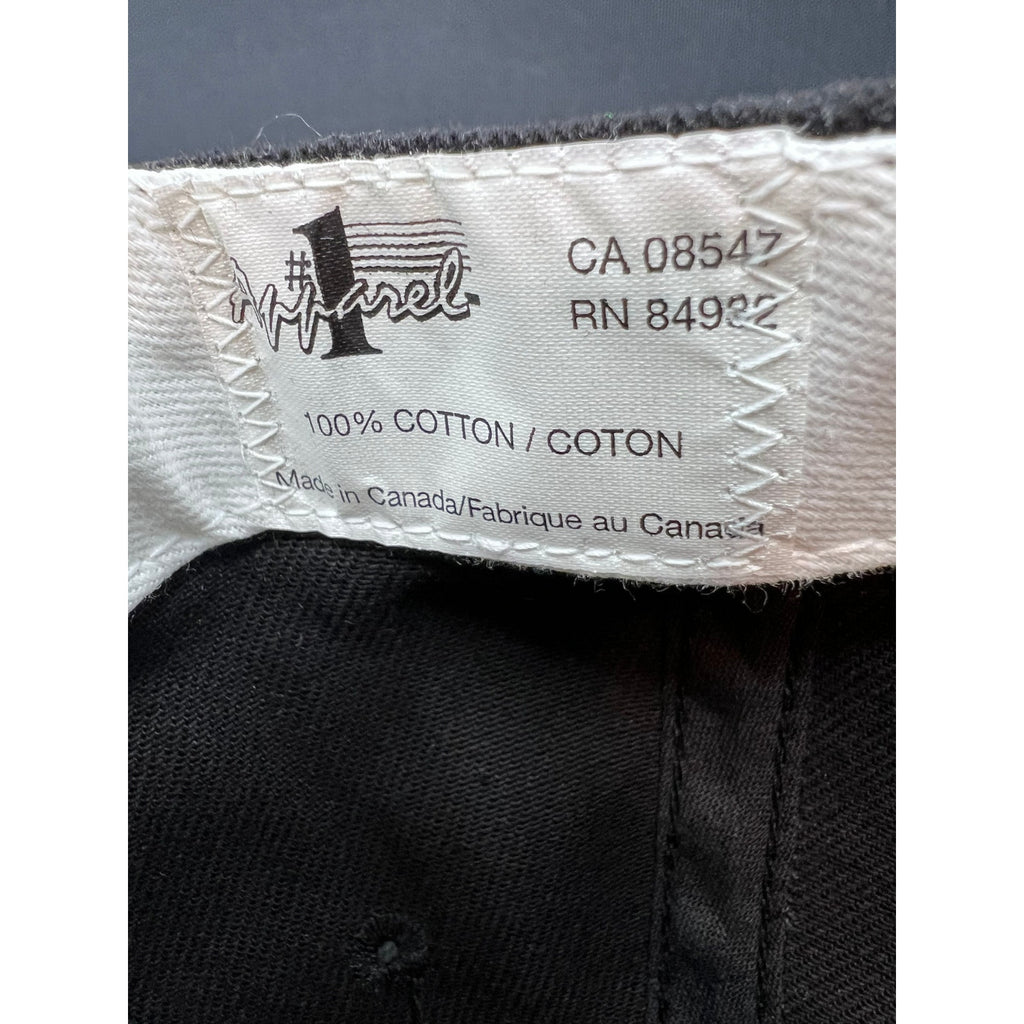 #1
Apparel
CA 08547
RN 84932
100% COTTON / COTON
Made in Canada/Fabrique au Canada